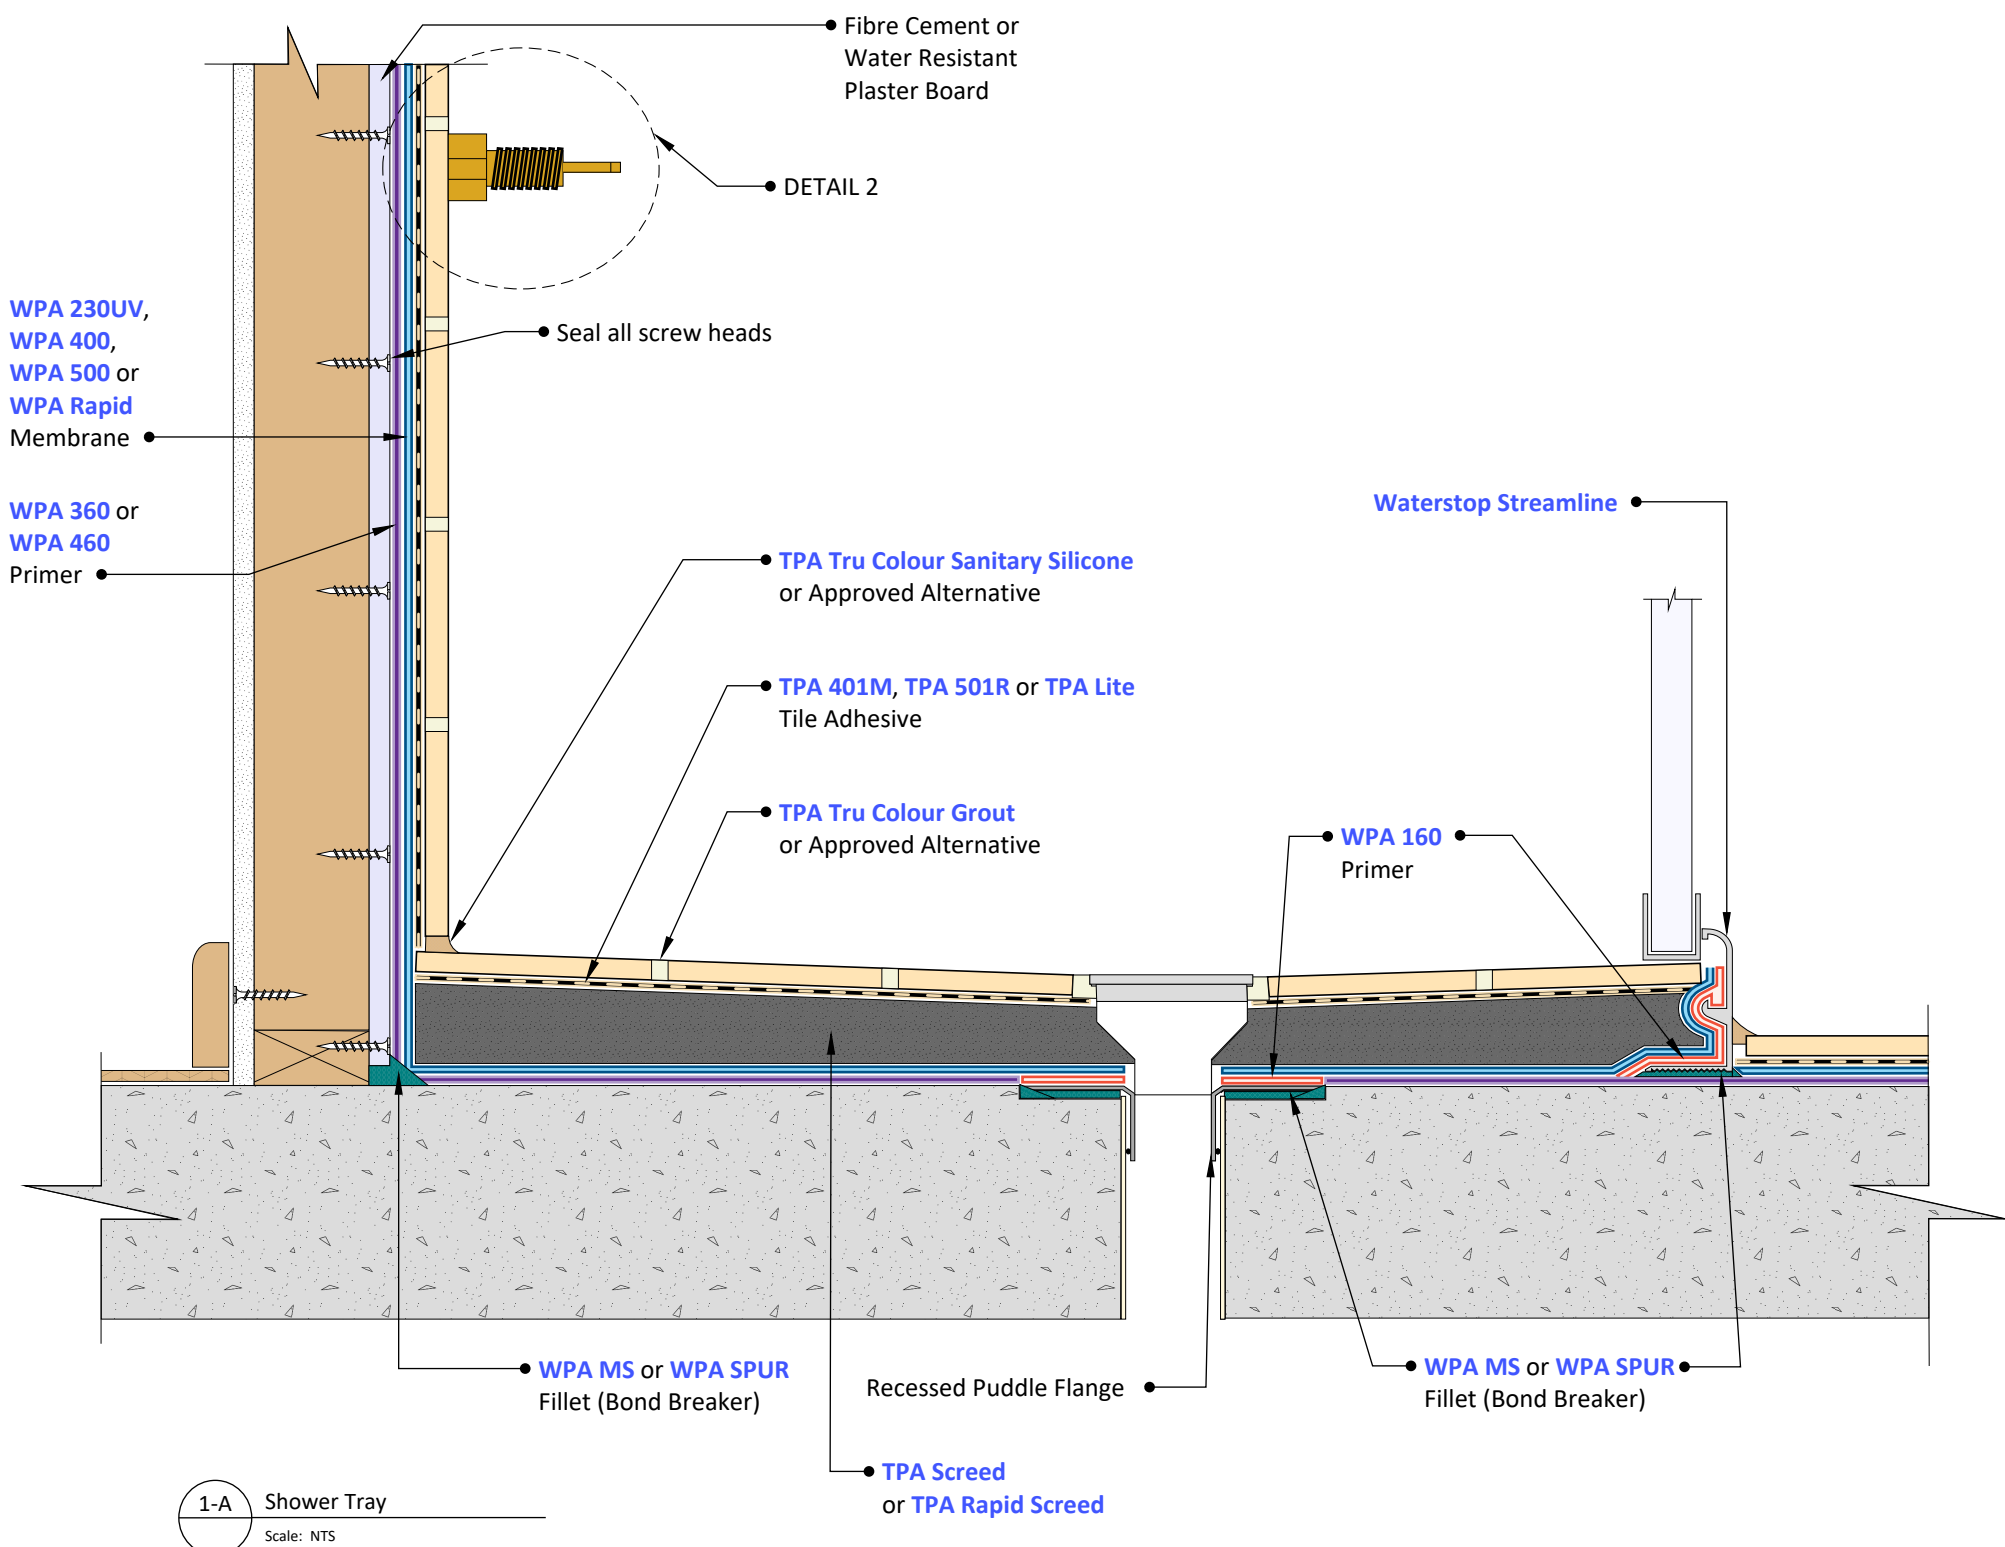 Fibre Cement or
Water Resistant
Plaster Board
DETAIL 2
WPA 230UV,
WPA 400,
WPA 500 or
WPA Rapid
Membrane
Seal all screw heads
WPA 360 or
WPA 460
Primer
Waterstop Streamline
TPA Tru Colour Sanitary Silicone
or Approved Alternative
TPA 401M, TPA 501R or TPA Lite
Tile Adhesive
TPA Tru Colour Grout
or Approved Alternative
WPA 160
Primer
WPA MS or WPA SPUR
Fillet (Bond Breaker)
Recessed Puddle Flange
WPA MS or WPA SPUR
Fillet (Bond Breaker)
TPA Screed
or TPA Rapid Screed
1-A
Shower Tray
Scale: NTS